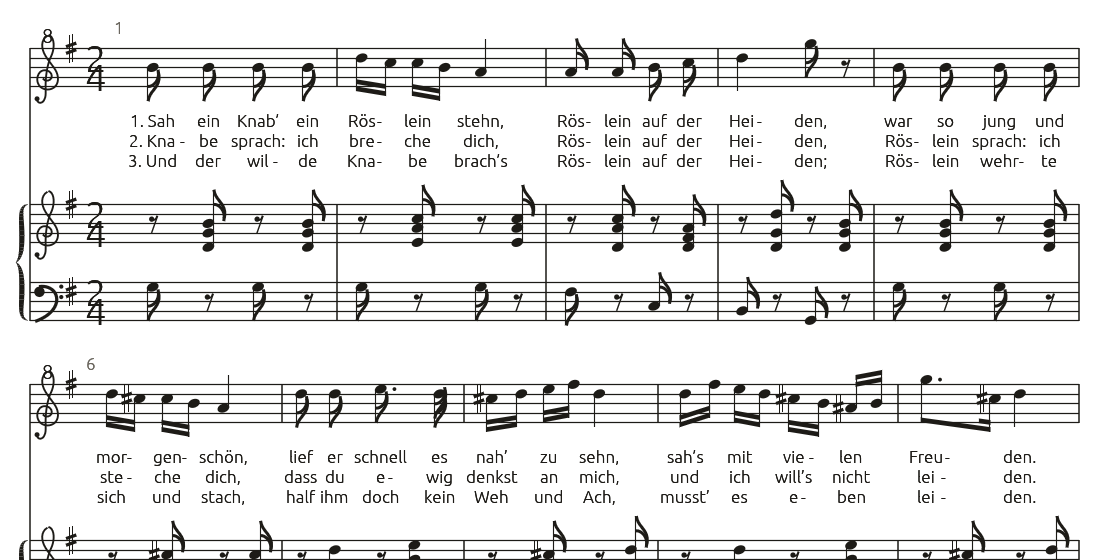 1
1. Sah ein Knab’ ein Rös- lein stehn, Rös- lein auf der Hei- den, war so jung und
2. Kna- be sprach: ich bre- che dich, Rös- lein auf der Hei- den, Rös- lein sprach: ich
3. Und der wil- de Kna- be brach’s Rös- lein auf der Hei- den; Rös- lein wehr- te
6
mor- gen- schön, lief er schnell es nah’ zu sehn, sah’s mit vie- len Freu- den.
ste- che dich, dass du e- wig denkst an mich, und ich will’s nicht lei- den.
sich und stach, half ihm doch kein Weh und Ach, musst’ es e- ben lei- den.